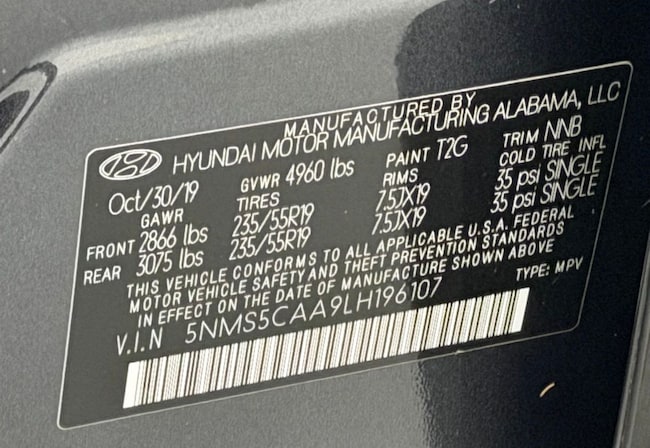 MANUFACTURED BY
HYUNDAI MOTOR MANUFACTURING ALABAMA, LLC
Oct/30/19 GVWR 4960 lbs PAINT T2G TRIM NNB
GAWR TIRES RIMS COLD TIRE INFL
FRONT 2866 lbs 235/55R19 7.5JX19 35 psi SINGLE
REAR 3075 lbs 235/55R19 7.5JX19 35 psi SINGLE
THIS VEHICLE CONFORMS TO ALL APPLICABLE U.S.A. FEDERAL
MOTOR VEHICLE SAFETY AND THEFT PREVENTION STANDARDS
IN EFFECT ON THE DATE OF MANUFACTURE SHOWN ABOVE
V.I.N 5NMS5CAA9LH196107 TYPE: MPV